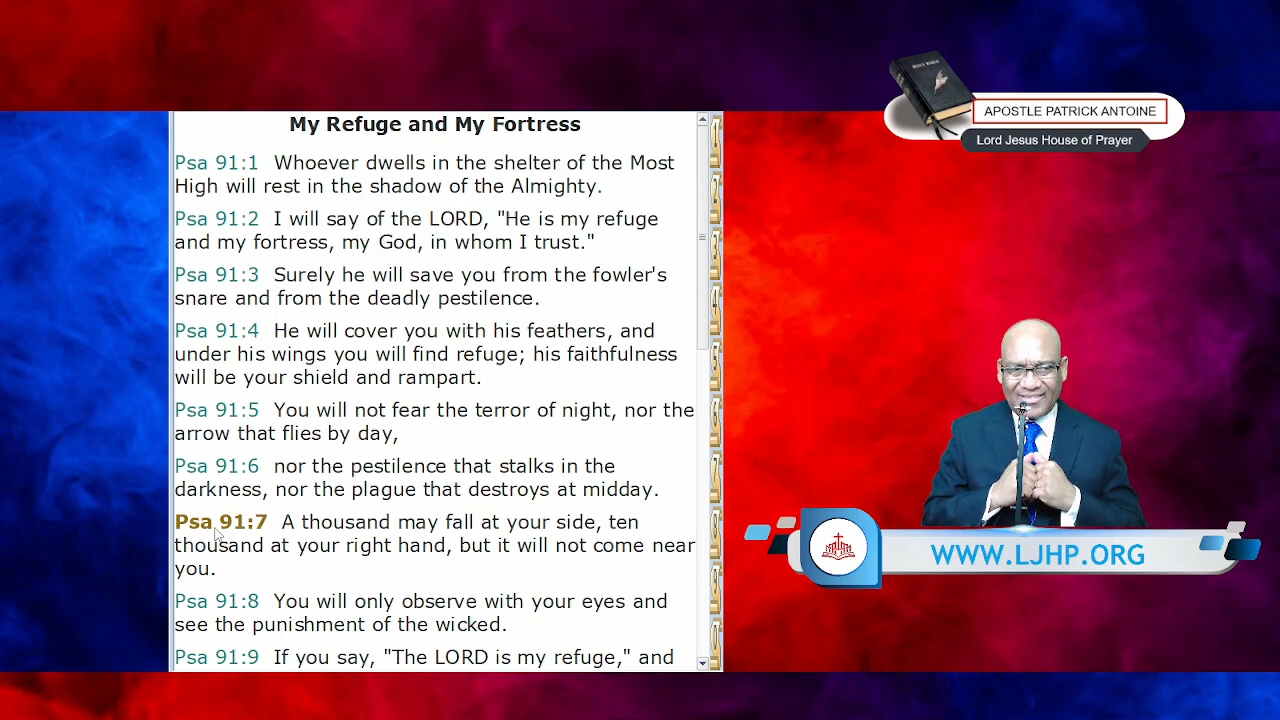 My Refuge and My Fortress
Psa 91:1 Whoever dwells in the shelter of the Most
High will rest in the shadow of the Almighty.
Psa 91:2 I will say of the LORD, "He is my refuge
and my fortress, my God, in whom I trust."
Psa 91:3 Surely he will save you from the fowler's
snare and from the deadly pestilence.
Psa 91:4 He will cover you with his feathers, and
under his wings you will find refuge; his faithfulness
will be your shield and rampart.
Psa 91:5 You will not fear the terror of night, nor the
arrow that flies by day,
Psa 91:6 nor the pestilence that stalks in the
darkness, nor the plague that destroys at midday.
Psa 91:7 A thousand may fall at your side, ten
thousand at your right hand, but it will not come near
you.
Psa 91:8 You will only observe with your eyes and
see the punishment of the wicked.
Psa 91:9 If you say, "The LORD is my refuge," and
HOLY BIBLE
APOSTLE PATRICK ANTOINE
Lord Jesus House of Prayer
WWW.LJHP.ORG